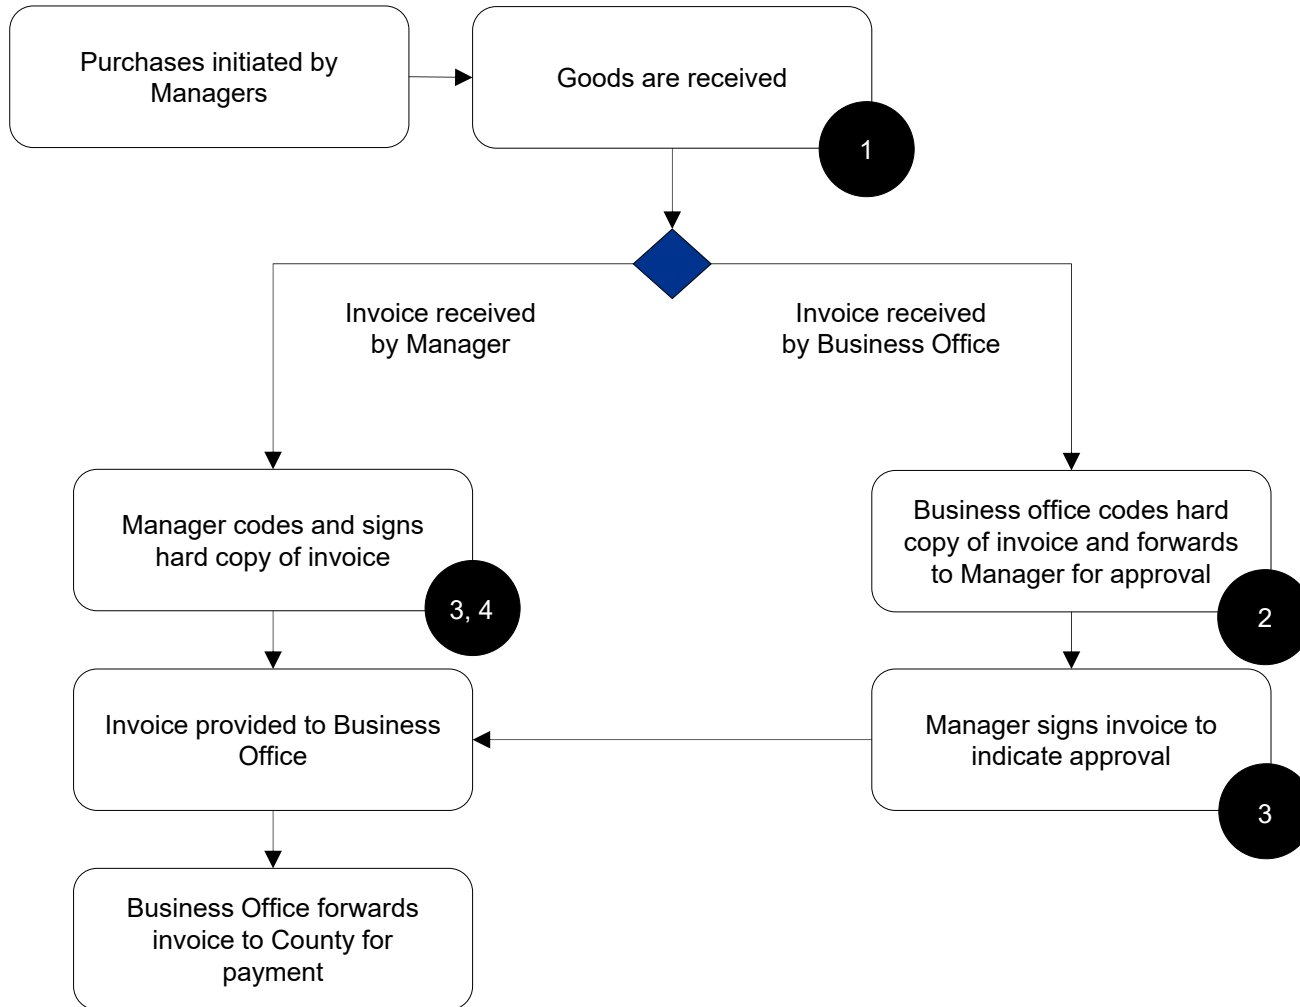 Purchases initiated by
Managers
Goods are received
1
Invoice received
by Manager
Invoice received
by Business Office
Manager codes and signs
hard copy of invoice
3, 4
Business office codes hard
copy of invoice and forwards
to Manager for approval
2
Invoice provided to Business
Office
Manager signs invoice to
indicate approval
3
Business Office forwards
invoice to County for
payment